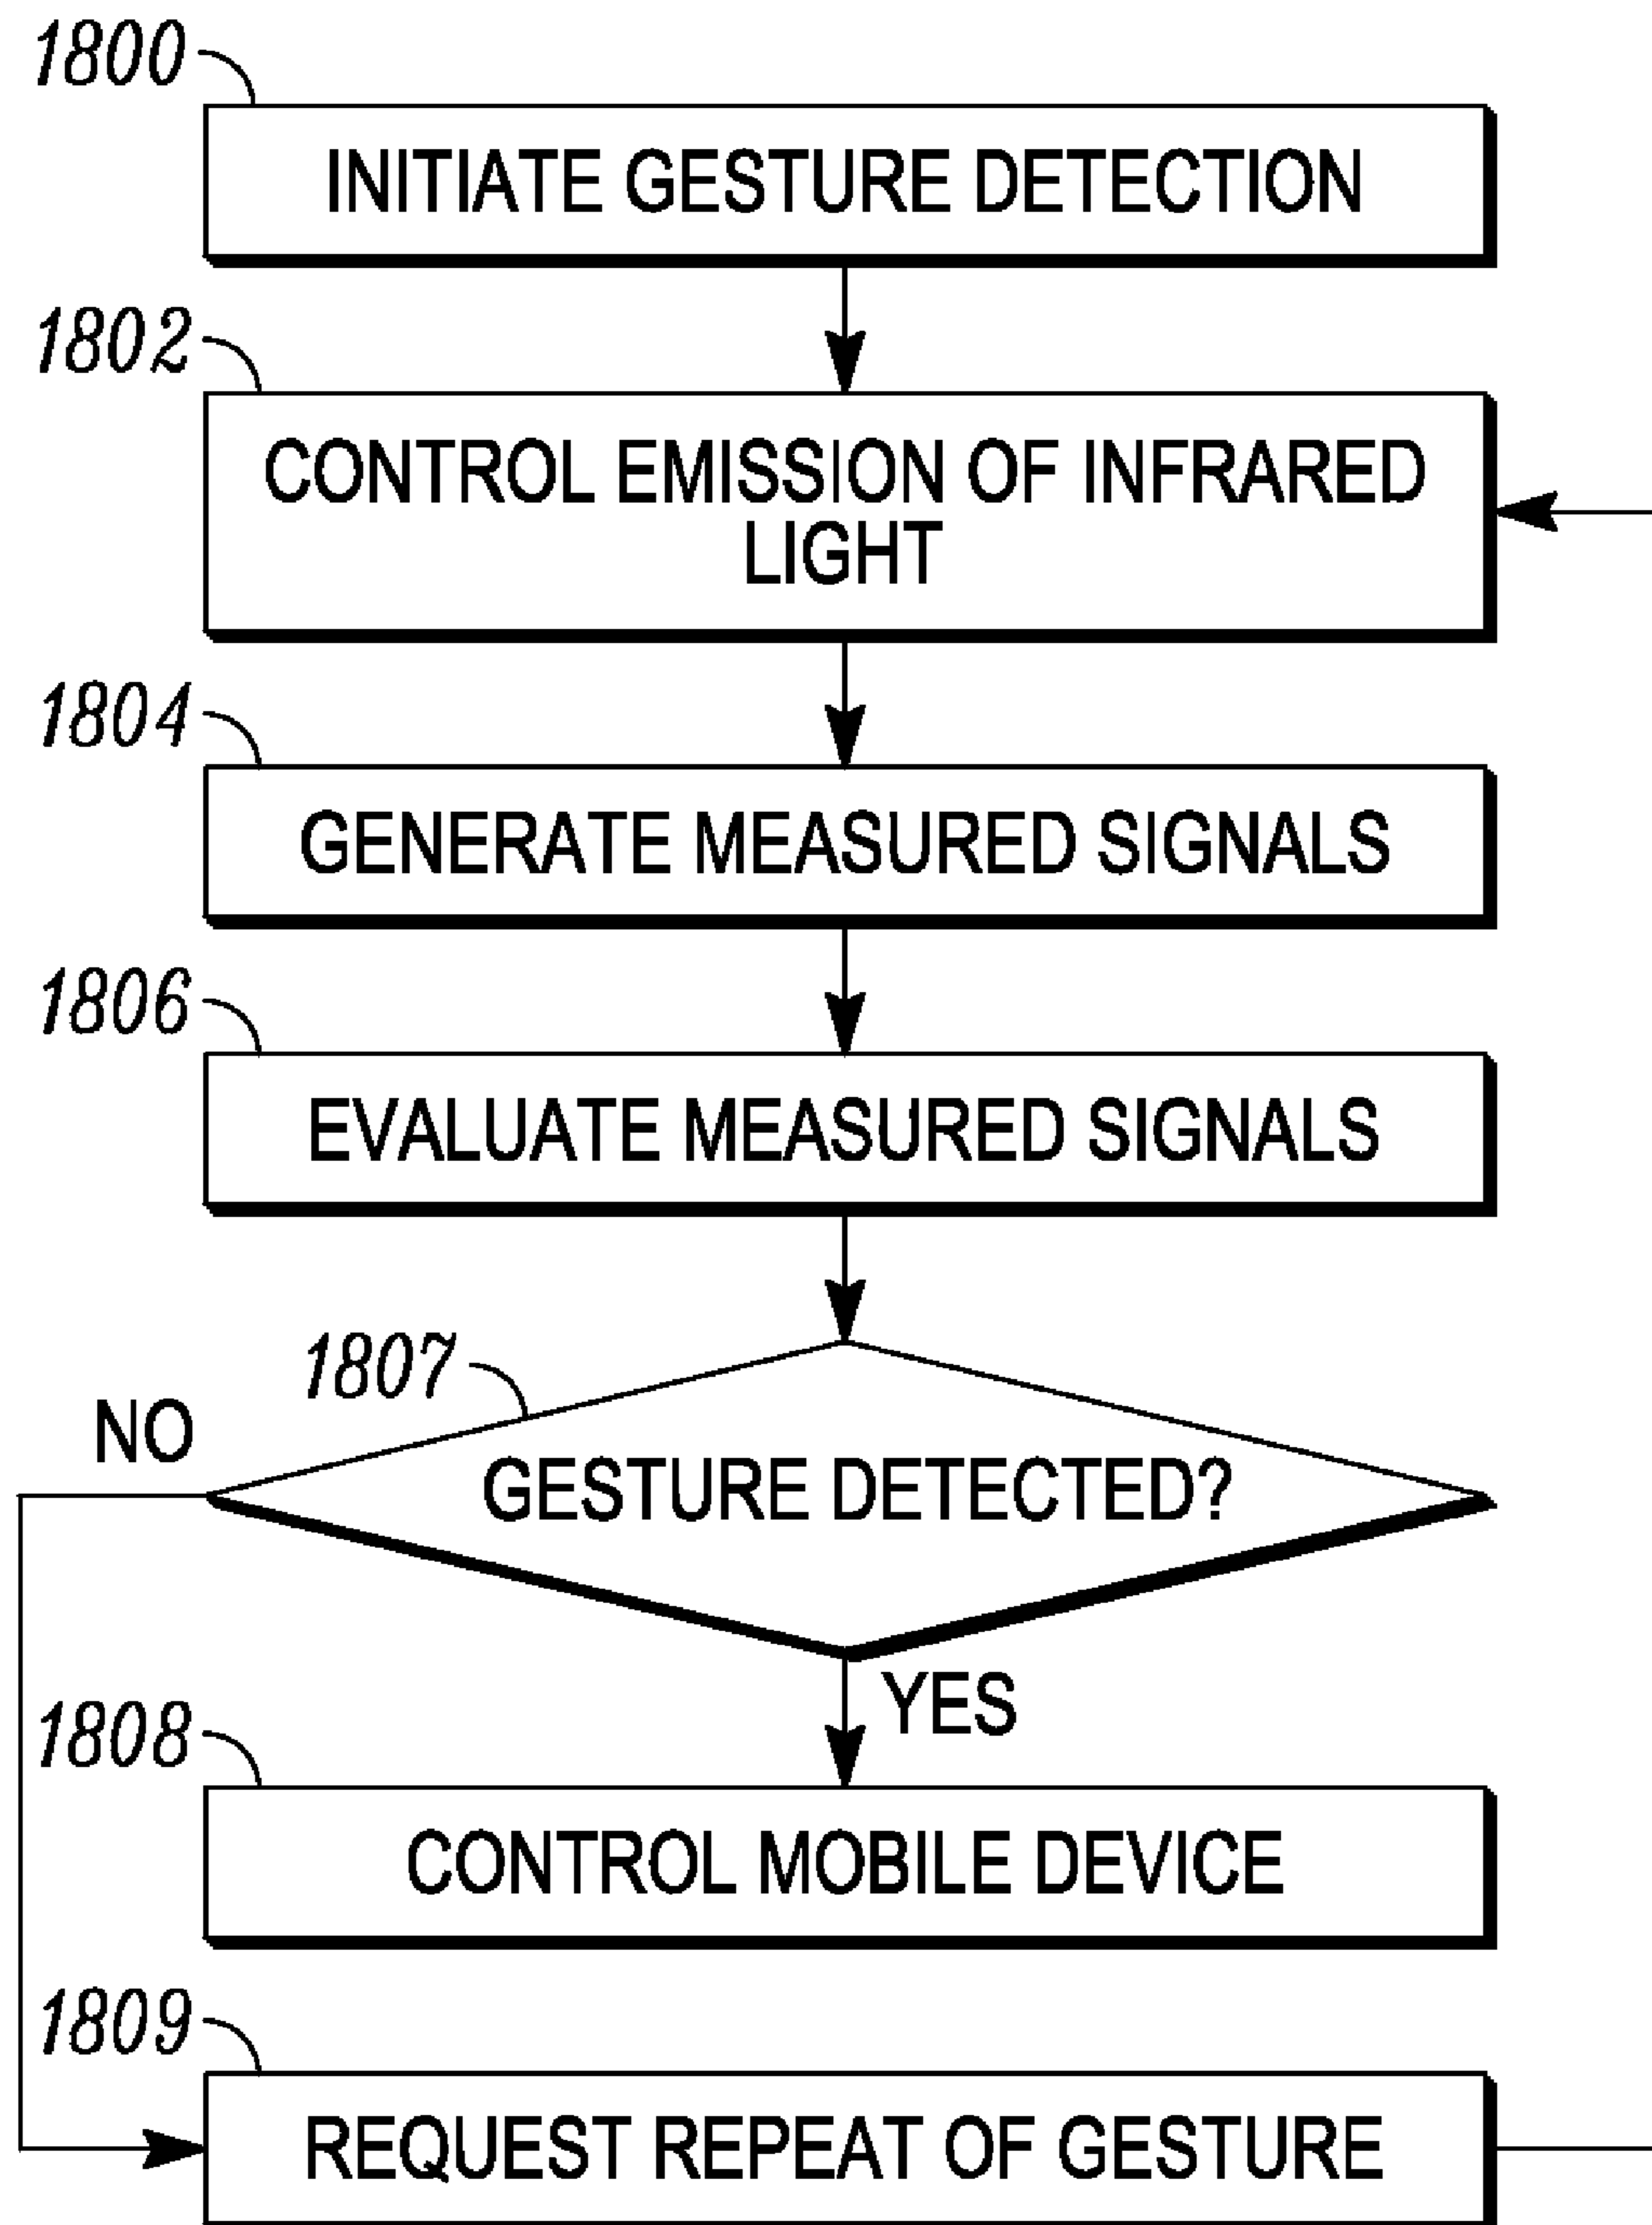 1800
INITIATE GESTURE DETECTION
1802
CONTROL EMISSION OF INFRARED
LIGHT
1804
GENERATE MEASURED SIGNALS
1806
EVALUATE MEASURED SIGNALS
1807
NO
GESTURE DETECTED?
YES
1808
CONTROL MOBILE DEVICE
1809
REQUEST REPEAT OF GESTURE